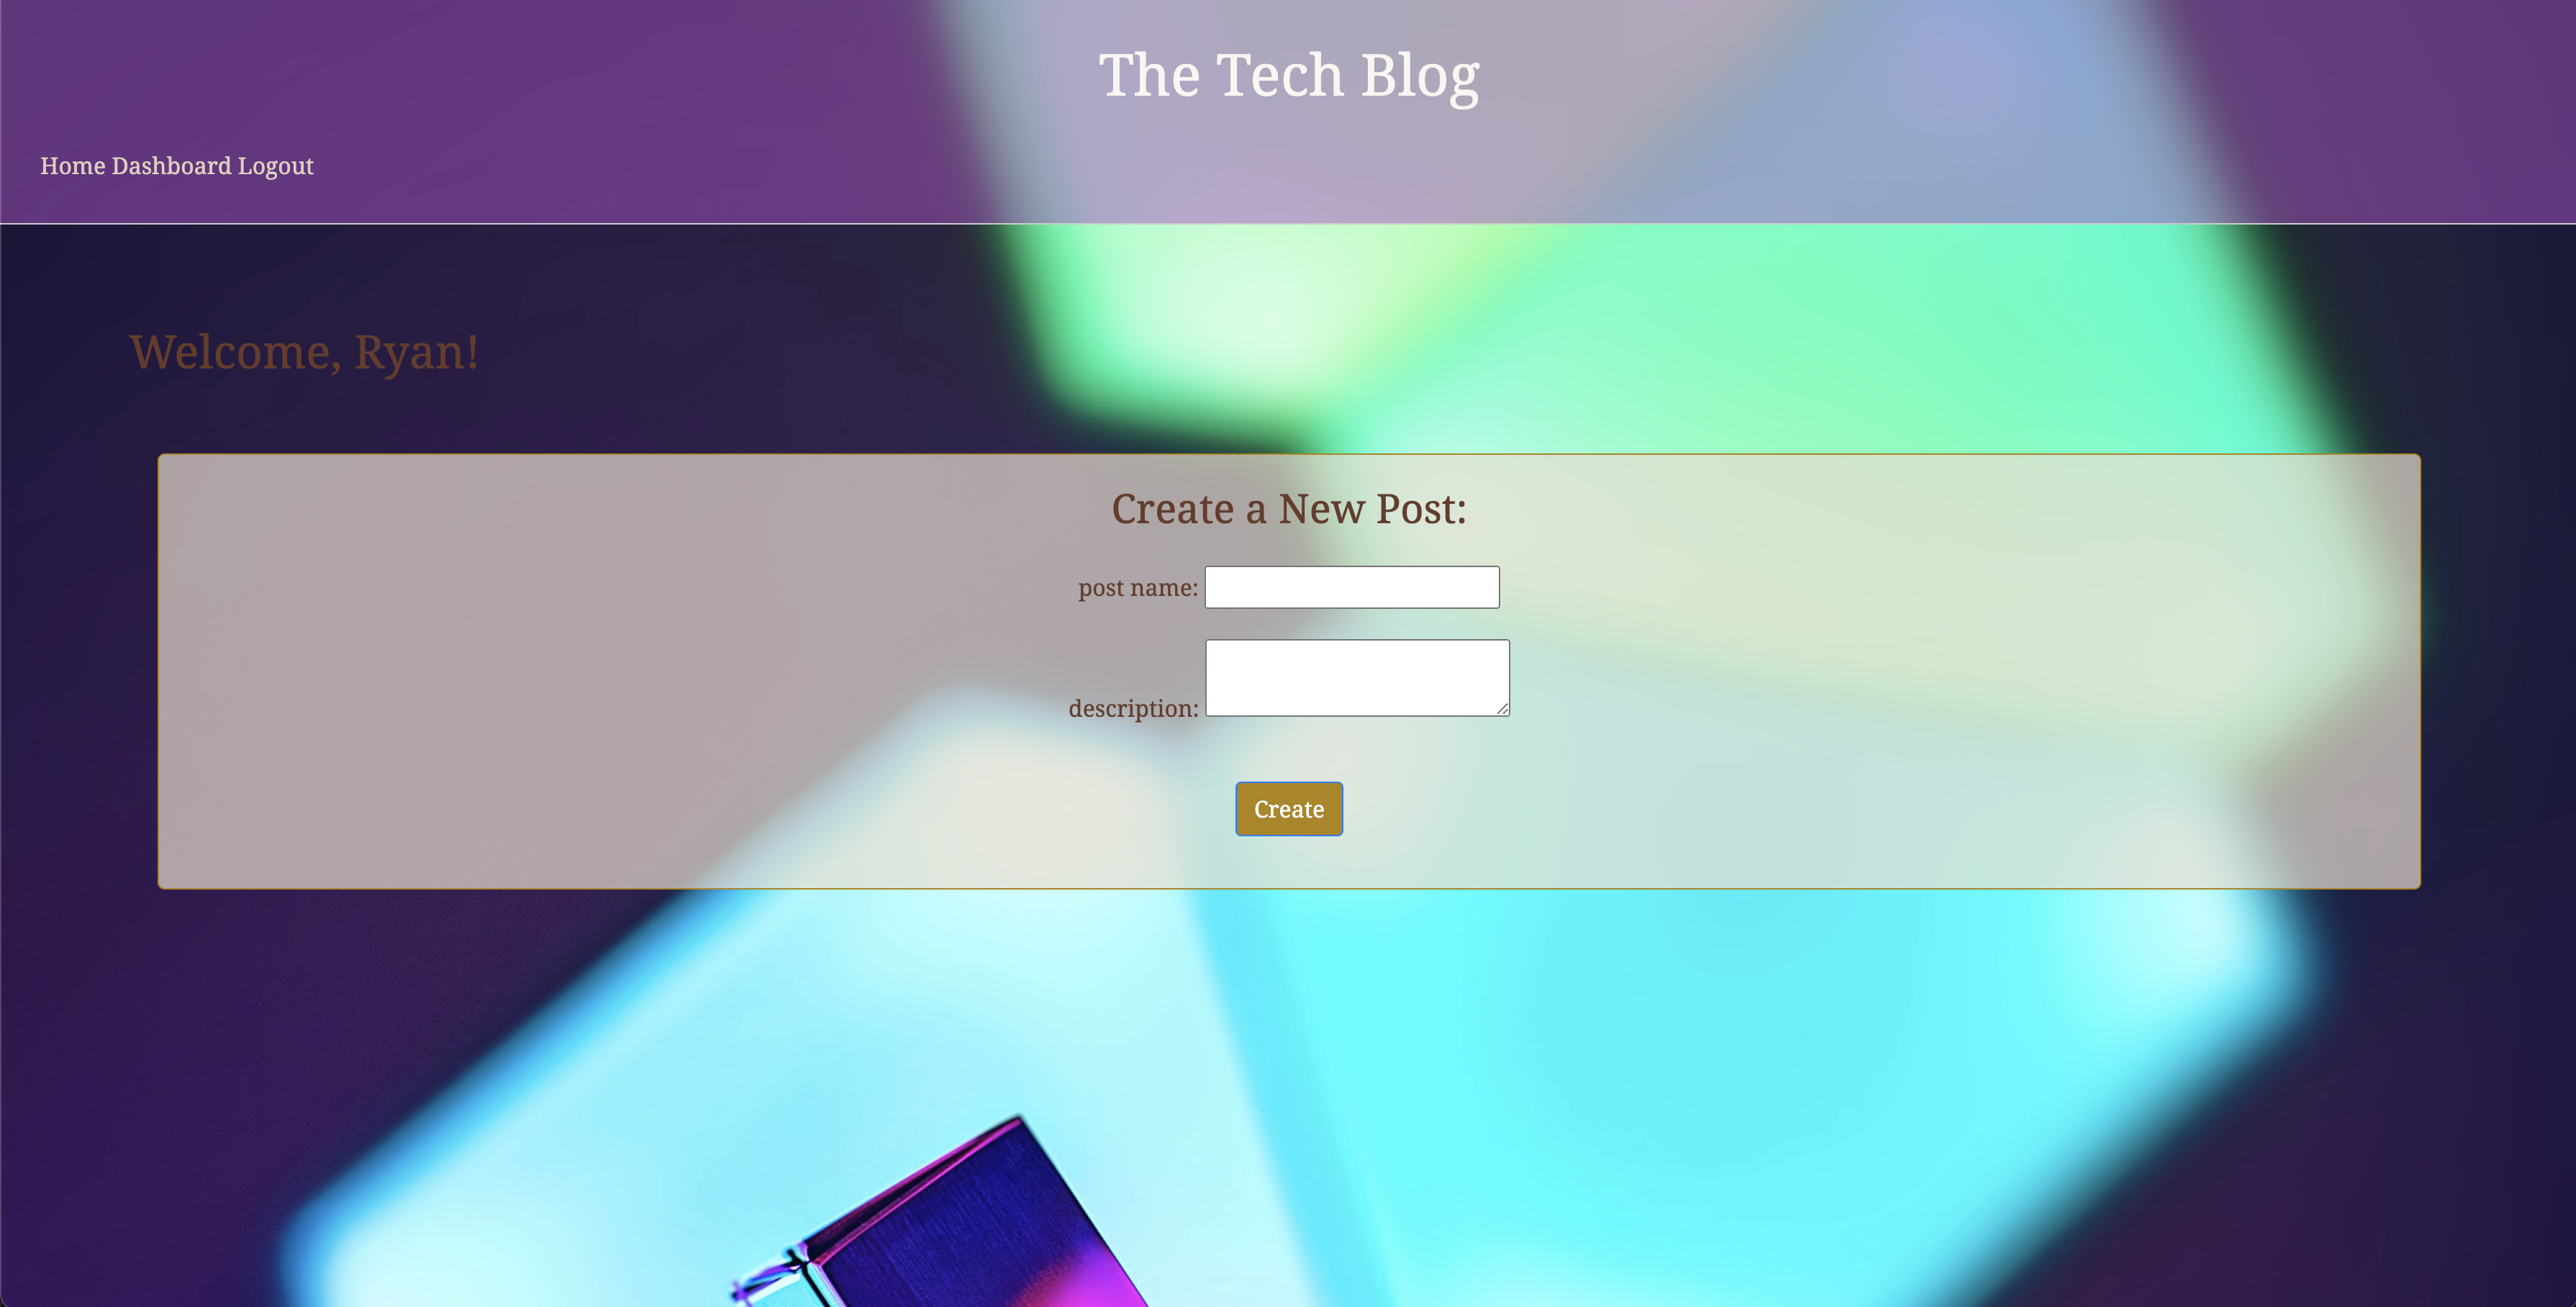 The Tech Blog
Home Dashboard Logout
Welcome, Ryan!
Create a New Post:
post name:
description:
Create